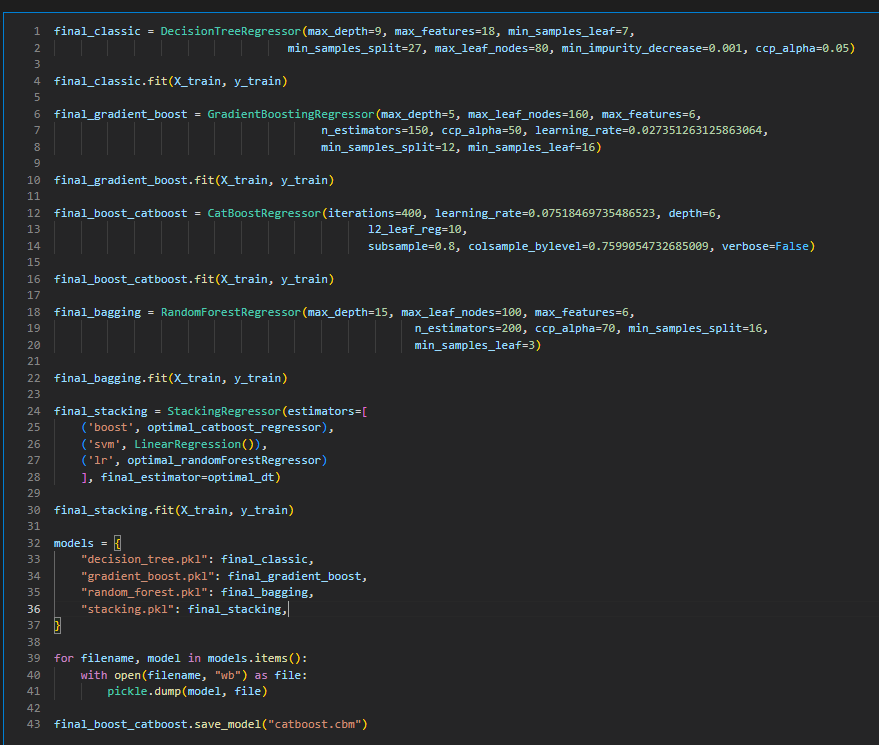 1 final_classic = DecisionTreeRegressor(max_depth=9, max_features=18, min_samples_leaf=7,
2 min_samples_split=27, max_leaf_nodes=80, min_impurity_decrease=0.001, ccp_alpha=0.05)
3
4 final_classic.fit(X_train, y_train)
5
6 final_gradient_boost = GradientBoostingRegressor(max_depth=5, max_leaf_nodes=160, max_features=6,
7 n_estimators=150, ccp_alpha=50, learning_rate=0.027351263125863064,
8 min_samples_split=12, min_samples_leaf=16)
9
10 final_gradient_boost.fit(X_train, y_train)
11
12 final_boost_catboost = CatBoostRegressor(iterations=400, learning_rate=0.07518469735486523, depth=6,
13 l2_leaf_reg=10,
14 subsample=0.8, colsample_bylevel=0.7599054732685009, verbose=False)
15
16 final_boost_catboost.fit(X_train, y_train)
17
18 final_bagging = RandomForestRegressor(max_depth=15, max_leaf_nodes=100, max_features=6,
19 n_estimators=200, ccp_alpha=70, min_samples_split=16,
20 min_samples_leaf=3)
21
22 final_bagging.fit(X_train, y_train)
23
24 final_stacking = StackingRegressor(estimators=[
25 ('boost', optimal_catboost_regressor),
26 ('svm', LinearRegression()),
27 ('lr', optimal_randomForestRegressor)
28 ], final_estimator=optimal_dt)
29
30 final_stacking.fit(X_train, y_train)
31
32 models = {
33 "decision_tree.pkl": final_classic,
34 "gradient_boost.pkl": final_gradient_boost,
35 "random_forest.pkl": final_bagging,
36 "stacking.pkl": final_stacking,
37 }
38
39 for filename, model in models.items():
40 with open(filename, "wb") as file:
41 pickle.dump(model, file)
42
43 final_boost_catboost.save_model("catboost.cbm")